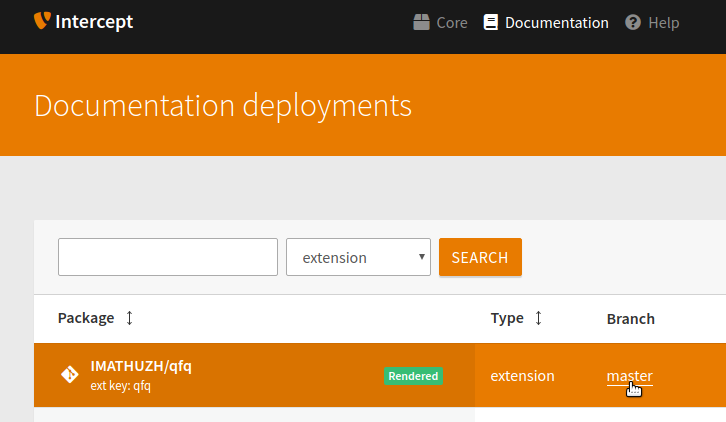 Intercept Core Documentation Help
Documentation deployments
extension SEARCH
Package Type Branch
IMATHUZH/qfq
ext key: qfq Rendered extension master